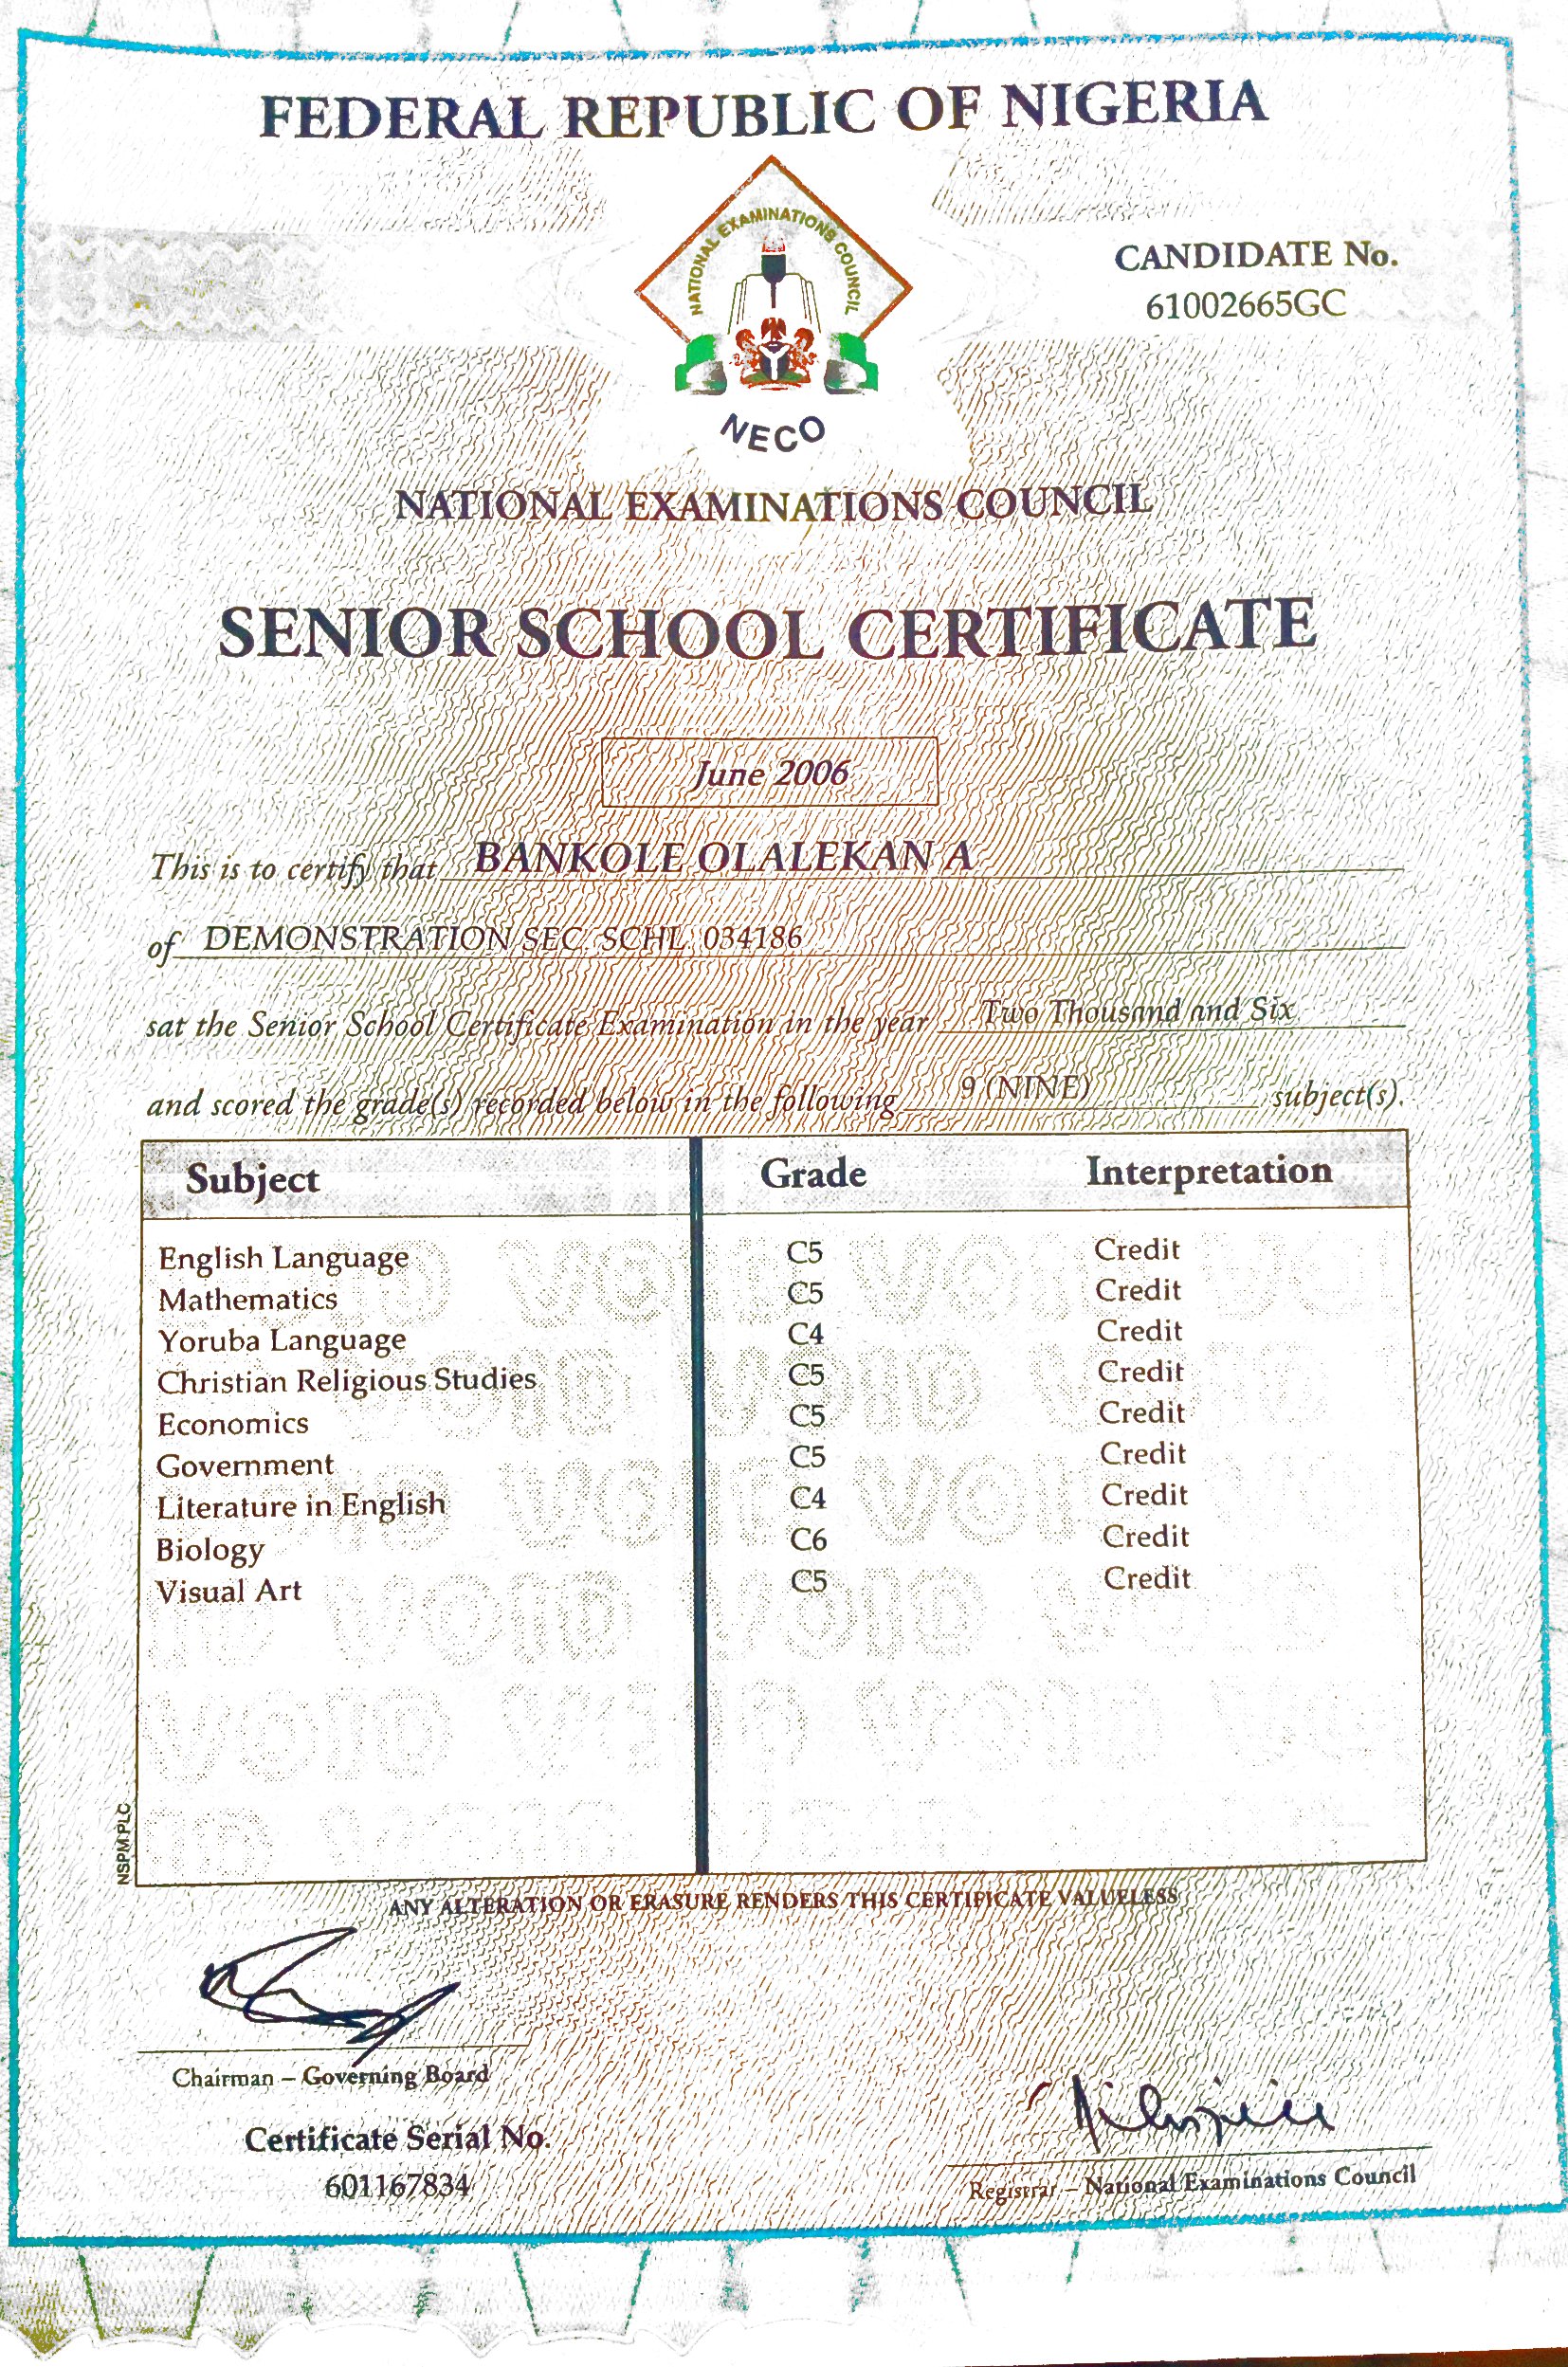 FEDERAL REPUBLIC OF NIGERIA
NATIONAL EXAMINATIONS COUNCIL
CANDIDATE No.
61002665GC
NECO
NATIONAL EXAMINATIONS COUNCIL
SENIOR SCHOOL CERTIFICATE
June 2006
This is to certify that BANKOLE OLALEKAN A
of DEMONSTRATION SEC. SCHL. 034186
sat the Senior School Certificate Examination in the year Two Thousand and Six
and scored the grade(s) recorded below in the following 9 (NINE) subject(s).
Subject Grade Interpretation
English Language C5 Credit
Mathematics C5 Credit
Yoruba Language C4 Credit
Christian Religious Studies C5 Credit
Economics C5 Credit
Government C5 Credit
Literature in English C4 Credit
Biology C6 Credit
Visual Art C5 Credit
NSPM PLC
ANY ALTERATION OR ERASURE RENDERS THIS CERTIFICATE VALUELESS
Chairman – Governing Board
Certificate Serial No.
601167834
Registrar – National Examinations Council